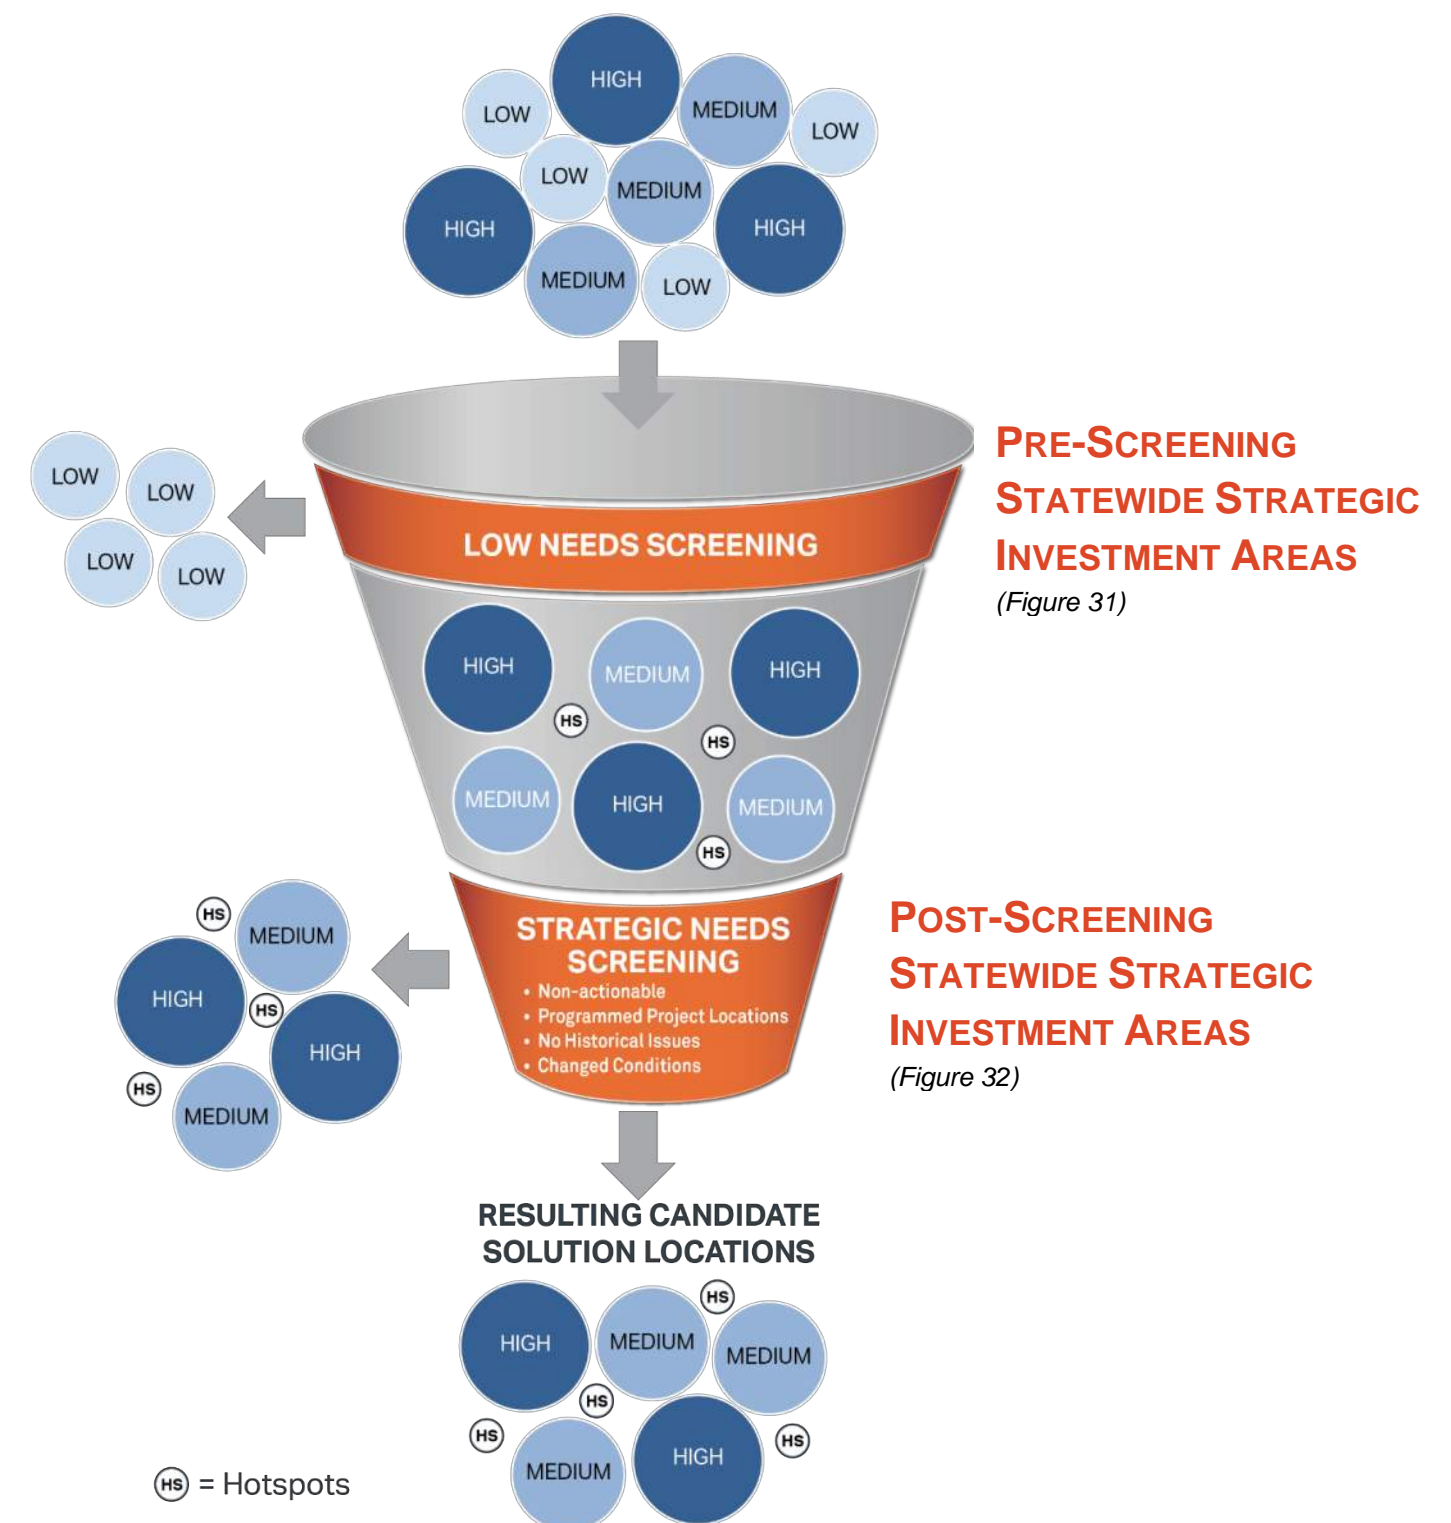 HIGH
MEDIUM
LOW
LOW
LOW
MEDIUM
HIGH
HIGH
MEDIUM
LOW
PRE-SCREENING
STATEWIDE STRATEGIC
INVESTMENT AREAS
(Figure 31)
LOW
LOW
LOW
LOW
LOW NEEDS SCREENING
HIGH
MEDIUM
HIGH
HS
HS
MEDIUM
HIGH
MEDIUM
HS
POST-SCREENING
STATEWIDE STRATEGIC
INVESTMENT AREAS
(Figure 32)
STRATEGIC NEEDS
SCREENING
• Non-actionable
• Programmed Project Locations
• No Historical Issues
• Changed Conditions
HS
MEDIUM
HIGH
HS
HIGH
HS
MEDIUM
RESULTING CANDIDATE
SOLUTION LOCATIONS
HS
HIGH
MEDIUM
MEDIUM
HS
HS
HS
MEDIUM
HIGH
HS = Hotspots